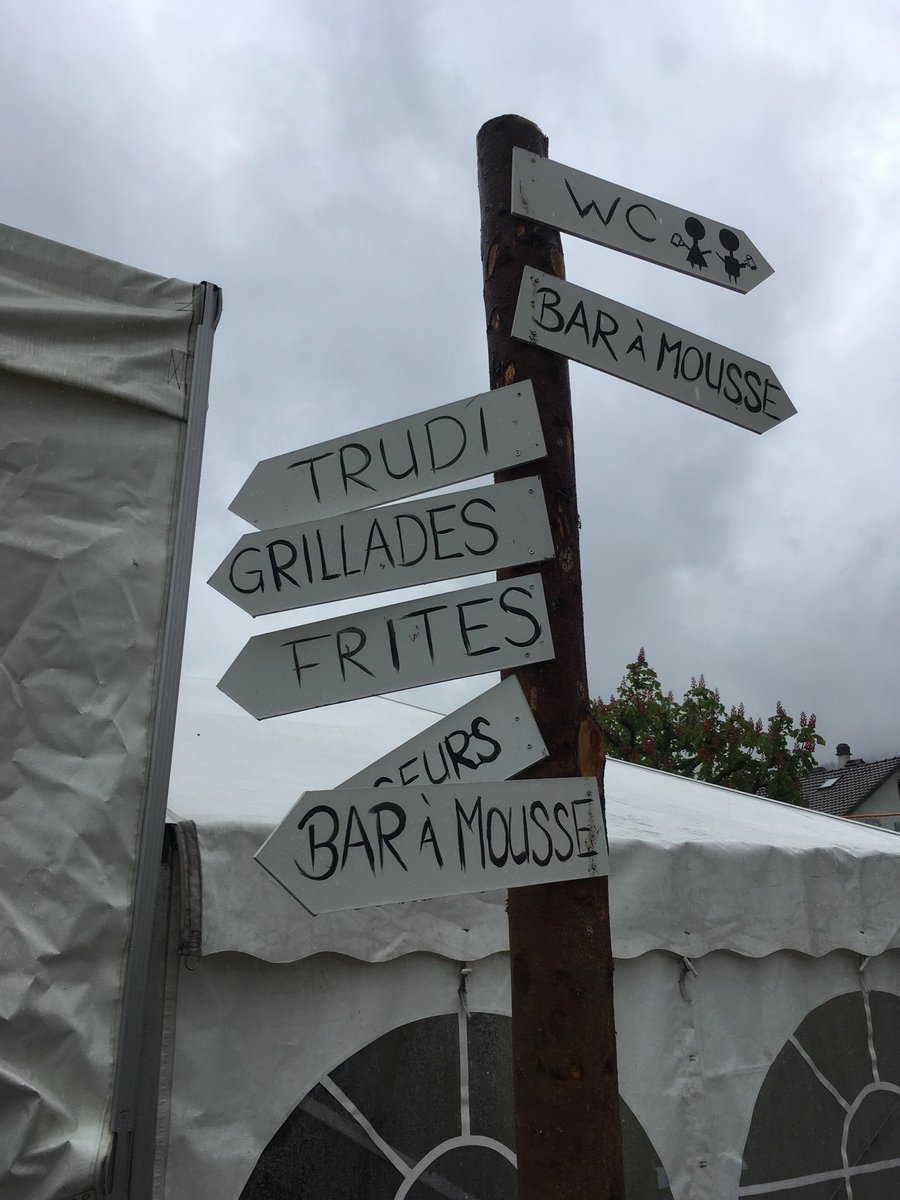 WC
BAR À MOUSSE
TRUDI
GRILLADES
FRITES
BAR À MOUSSE